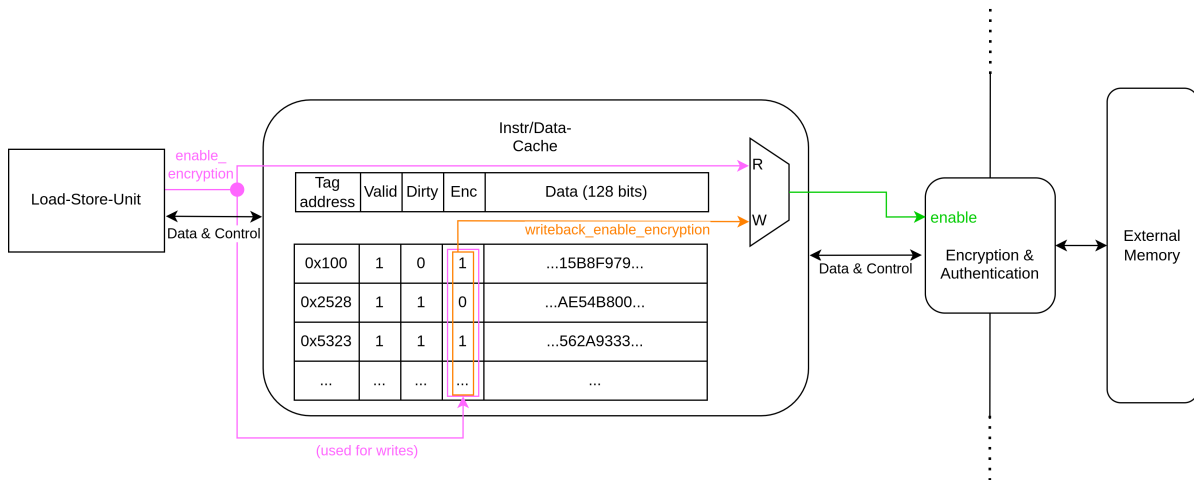 Instr/Data-
Cache
enable_
encryption
R
Load-Store-Unit
Tag
address
Valid
Dirty
Enc
Data (128 bits)
W
enable
writeback_enable_encryption
Data & Control
External
Memory
Encryption &
Authentication
Data & Control
0x100
1
0
1
...15B8F979...
0x2528
1
1
0
...AE54B800...
0x5323
1
1
1
...562A9333...
...
...
...
...
...
(used for writes)